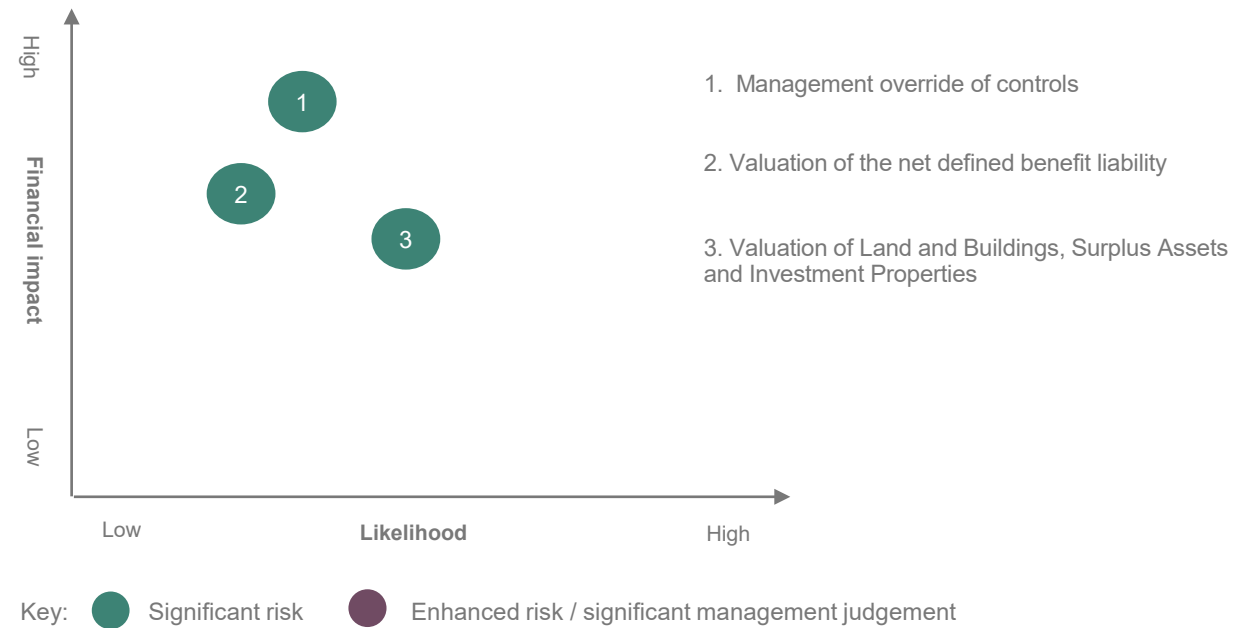 High
Financial impact
Low
1
2
3
1. Management override of controls
2. Valuation of the net defined benefit liability
3. Valuation of Land and Buildings, Surplus Assets
and Investment Properties
Low
Likelihood
High
Key:
Significant risk
Enhanced risk / significant management judgement